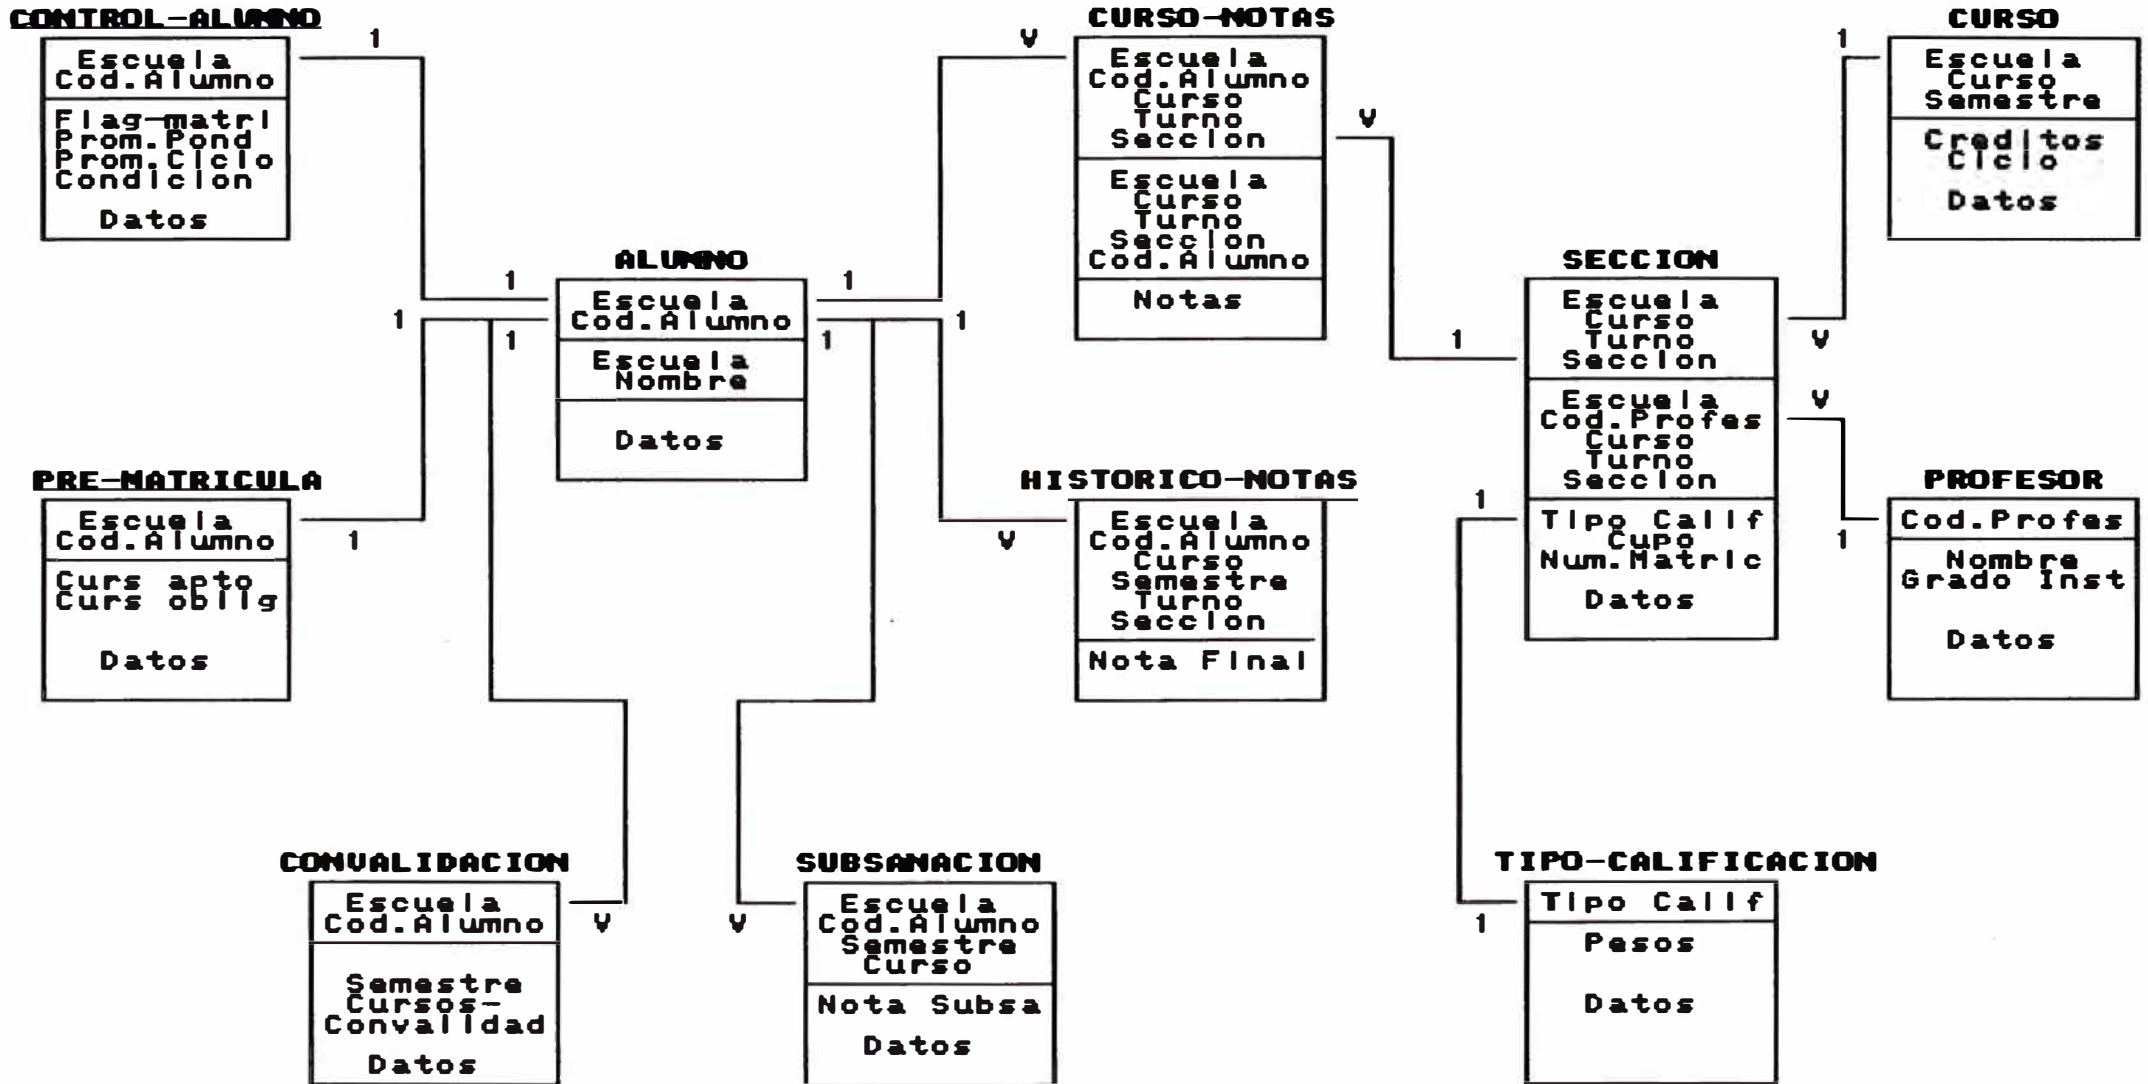 CONTROL-ALUMNO
Escuela
Cod.Alumno
Flag-matri
Prom.Pond
Prom.Ciclo
Condicion
Datos
1
1
ALUMNO
Escuela
Cod.Alumno
Escuela
Nombre
Datos
1
1
1
1
1
PRE-MATRICULA
Escuela
Cod.Alumno
Curs apto
Curs oblig
Datos
1
CURSO-NOTAS
Escuela
Cod.Alumno
Curso
Turno
Seccion
Escuela
Curso
Turno
Seccion
Cod.Alumno
Notas
V
V
HISTORICO-NOTAS
Escuela
Cod.Alumno
Curso
Semestre
Turno
Seccion
Nota Final
V
CURSO
Escuela
Curso
Semestre
Creditos
Ciclo
Datos
1
SECCION
Escuela
Curso
Turno
Seccion
Escuela
Cod.Profes
Curso
Turno
Seccion
Tipo Calif
Cupo
Num.Matric
Datos
1
V
V
1
PROFESOR
Cod.Profes
Nombre
Grado Inst
Datos
1
CONVALIDACION
Escuela
Cod.Alumno
Semestre
Cursos-
Convalidad
Datos
V
SUBSANACION
Escuela
Cod.Alumno
Semestre
Curso
Nota Subsa
Datos
V
TIPO-CALIFICACION
Tipo Calif
Pesos
Datos
1